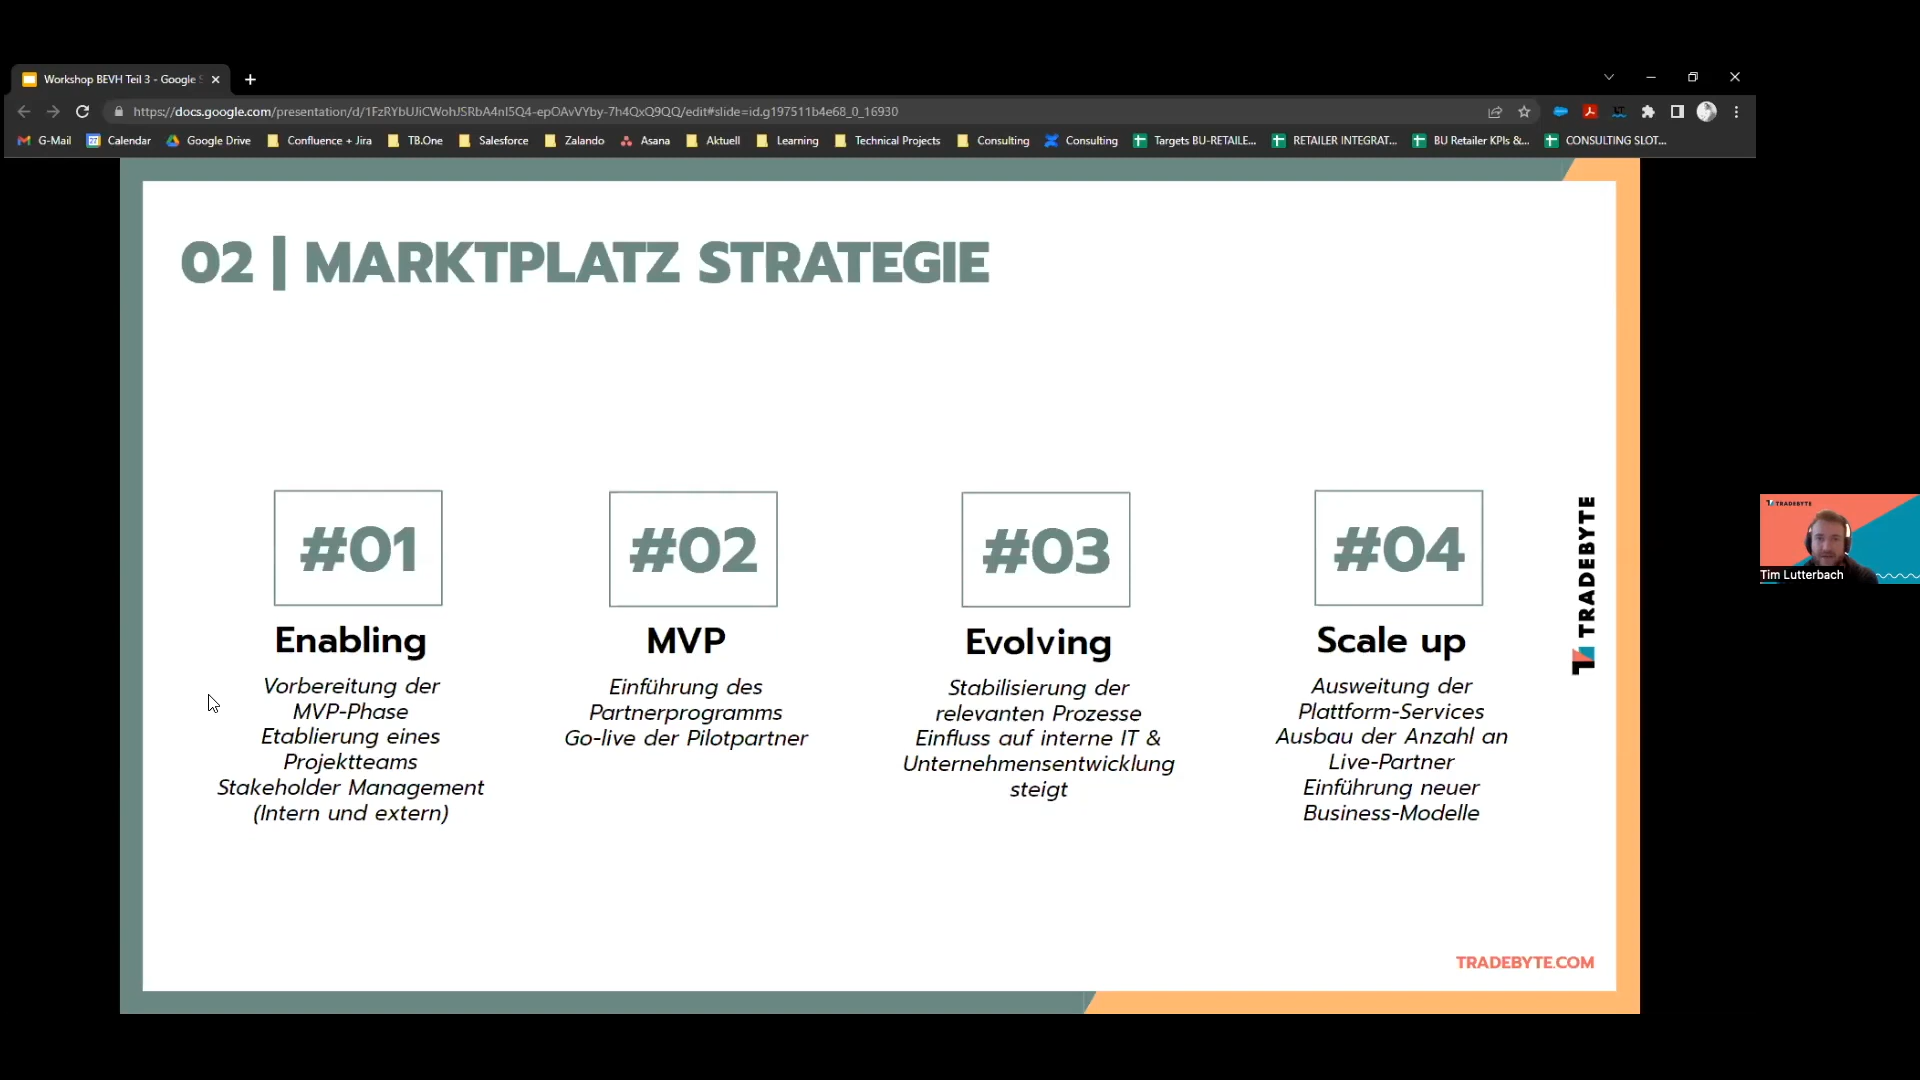 Workshop BEVH Teil 3 - Google S
https://docs.google.com/presentation/d/1FzRYbUJiCWohJSRbA4nI5Q4-epOAvVYby-7h4QxQ9QQ/edit#slide=id.g197511b4e68_0_16930
G-Mail Calendar Google Drive Confluence + Jira TB.One Salesforce Zalando Asana Aktuell Learning Technical Projects Consulting Consulting Targets BU-RETAILE... RETAILER INTEGRAT... BU Retailer KPIs &... CONSULTING SLOT...
02 | MARKTPLATZ STRATEGIE
#01
Enabling
Vorbereitung der
MVP-Phase
Etablierung eines
Projektteams
Stakeholder Management
(Intern und extern)
#02
MVP
Einführung des
Partnerprogramms
Go-live der Pilotpartner
#03
Evolving
Stabilisierung der
relevanten Prozesse
Einfluss auf interne IT &
Unternehmensentwicklung
steigt
#04
Scale up
Ausweitung der
Plattform-Services
Ausbau der Anzahl an
Live-Partner
Einführung neuer
Business-Modelle
TRADEBYTE
TRADEBYTE.COM
TRADEBYTE
Tim Lutterbach